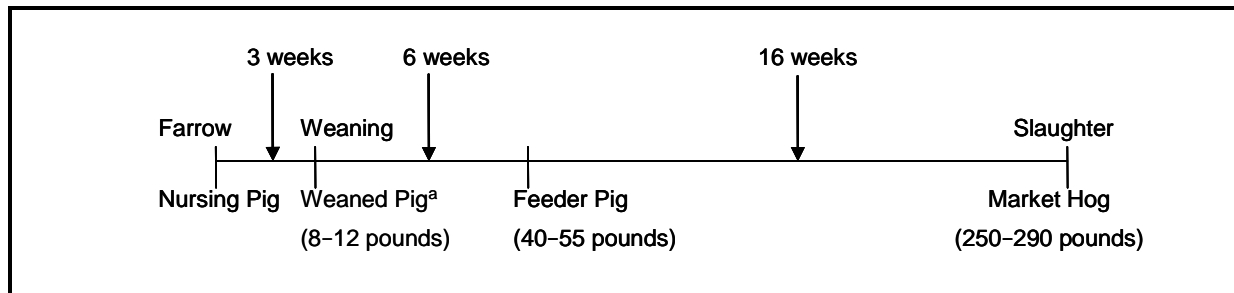 3 weeks 6 weeks 16 weeks
Farrow Weaning Slaughter
Nursing Pig Weaned Pigᵃ Feeder Pig Market Hog
(8–12 pounds) (40–55 pounds) (250–290 pounds)